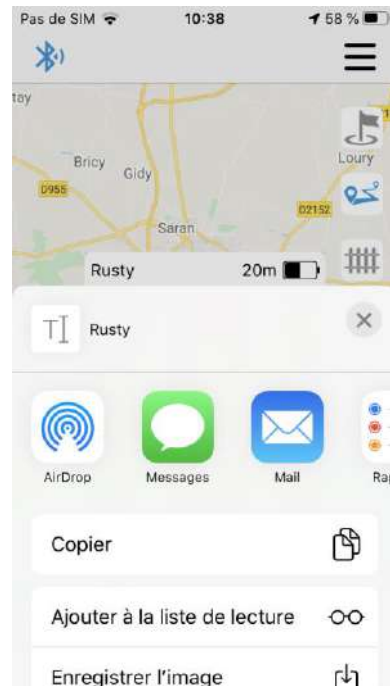 Pas de SIM 10:38 58 %
tay
Bricy
Gidy
Loury
D955
D2152
Saran
Rusty 20m
Rusty
AirDrop Messages Mail Rap
Copier
Ajouter à la liste de lecture
Enregistrer l'image